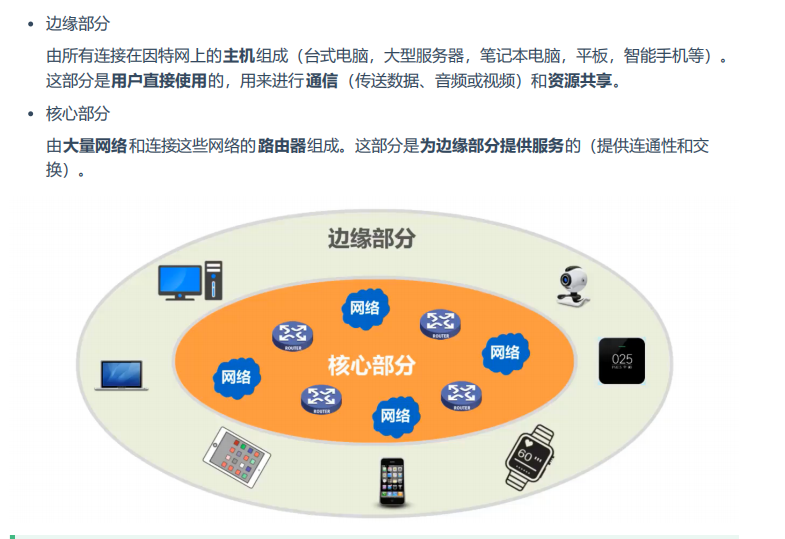 边缘部分
由所有连接在因特网上的主机组成（台式电脑，大型服务器，笔记本电脑，平板，智能手机等）。
这部分是用户直接使用的，用来进行通信（传送数据、音频或视频）和资源共享。
核心部分
由大量网络和连接这些网络的路由器组成。这部分是为边缘部分提供服务的（提供连通性和交
换）。
边缘部分
网络
ROUTER
ROUTER
网络
核心部分
025
网络
ROUTER
ROUTER
网络
60